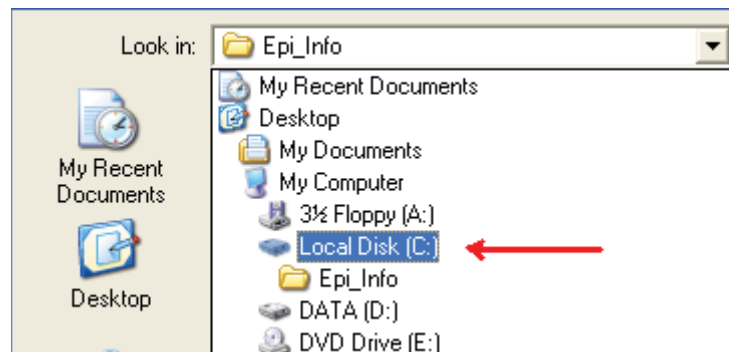 Look in: Epi_Info
My Recent Documents
Desktop
My Documents
My Computer
3½ Floppy (A:)
Local Disk (C:)
Epi_Info
DATA (D:)
DVD Drive (E:)
My Recent
Documents
Desktop